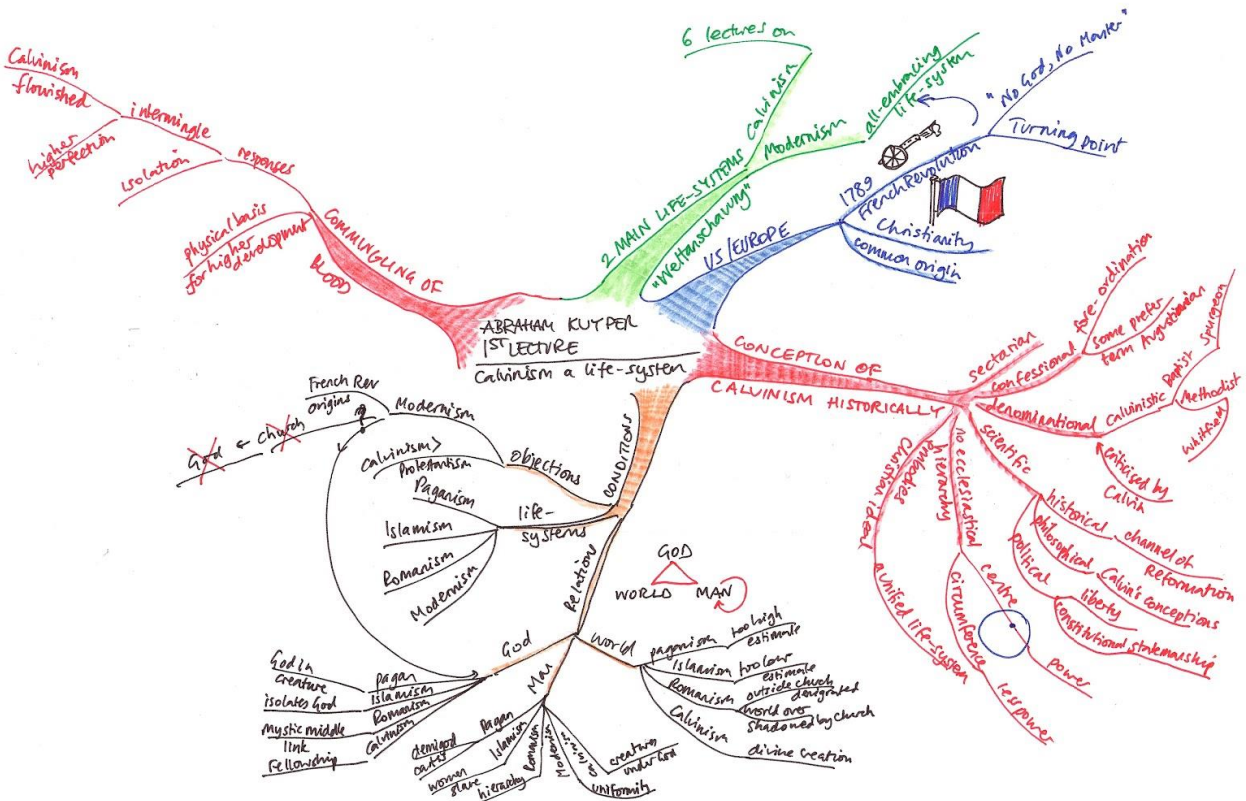 ABRAHAM KUYPER
1ST LECTURE
Calvinism a life-system
2 MAIN LIFE-SYSTEMS
"Weltanschauung"
Calvinism
6 lectures on
Modernism
all-embracing
life-system
US/EUROPE
1789
French Revolution
"No God, No Master"
Turning point
Christianity
common origin
CONCEPTION OF
CALVINISM HISTORICALLY
sectarian
confessional
fore-ordination
some prefer
term Augustinian
denominational
Calvinistic
Baptist
Spurgeon
Methodist
Whitfield
criticised by
Calvin
scientific
historical
channel of
Reformation
philosophical
Calvin's conceptions
political
liberty
constitutional statesmanship
no ecclesiastical
hierarchy
centre
power
circumference
less power
embodies
Christian ideal
a unified life-system
CONDITIONS
objections
Modernism
French Rev
origins
?
Church
God
Calvinism >
Protestantism
life-
systems
Paganism
Islamism
Romanism
Modernism
Relations
GOD
WORLD MAN
God
pagan
God in
creature
Islamism
isolates God
Romanism
Mystic middle
link
Calvinism
Fellowship
Man
Pagan
demigod
Islamism
women
slave
Romanism
hierarchy
Modernism
uniformity
Calvinism
creatures
under God
World
paganism
too high
estimate
Islamism
too low
estimate
Romanism
outside church
denigrated
world over
shadowed by church
Calvinism
divine creation
COMMINGLING OF
BLOOD
physical basis
for higher
development
responses
isolation
intermingle
higher
perfection
Calvinism
flourished